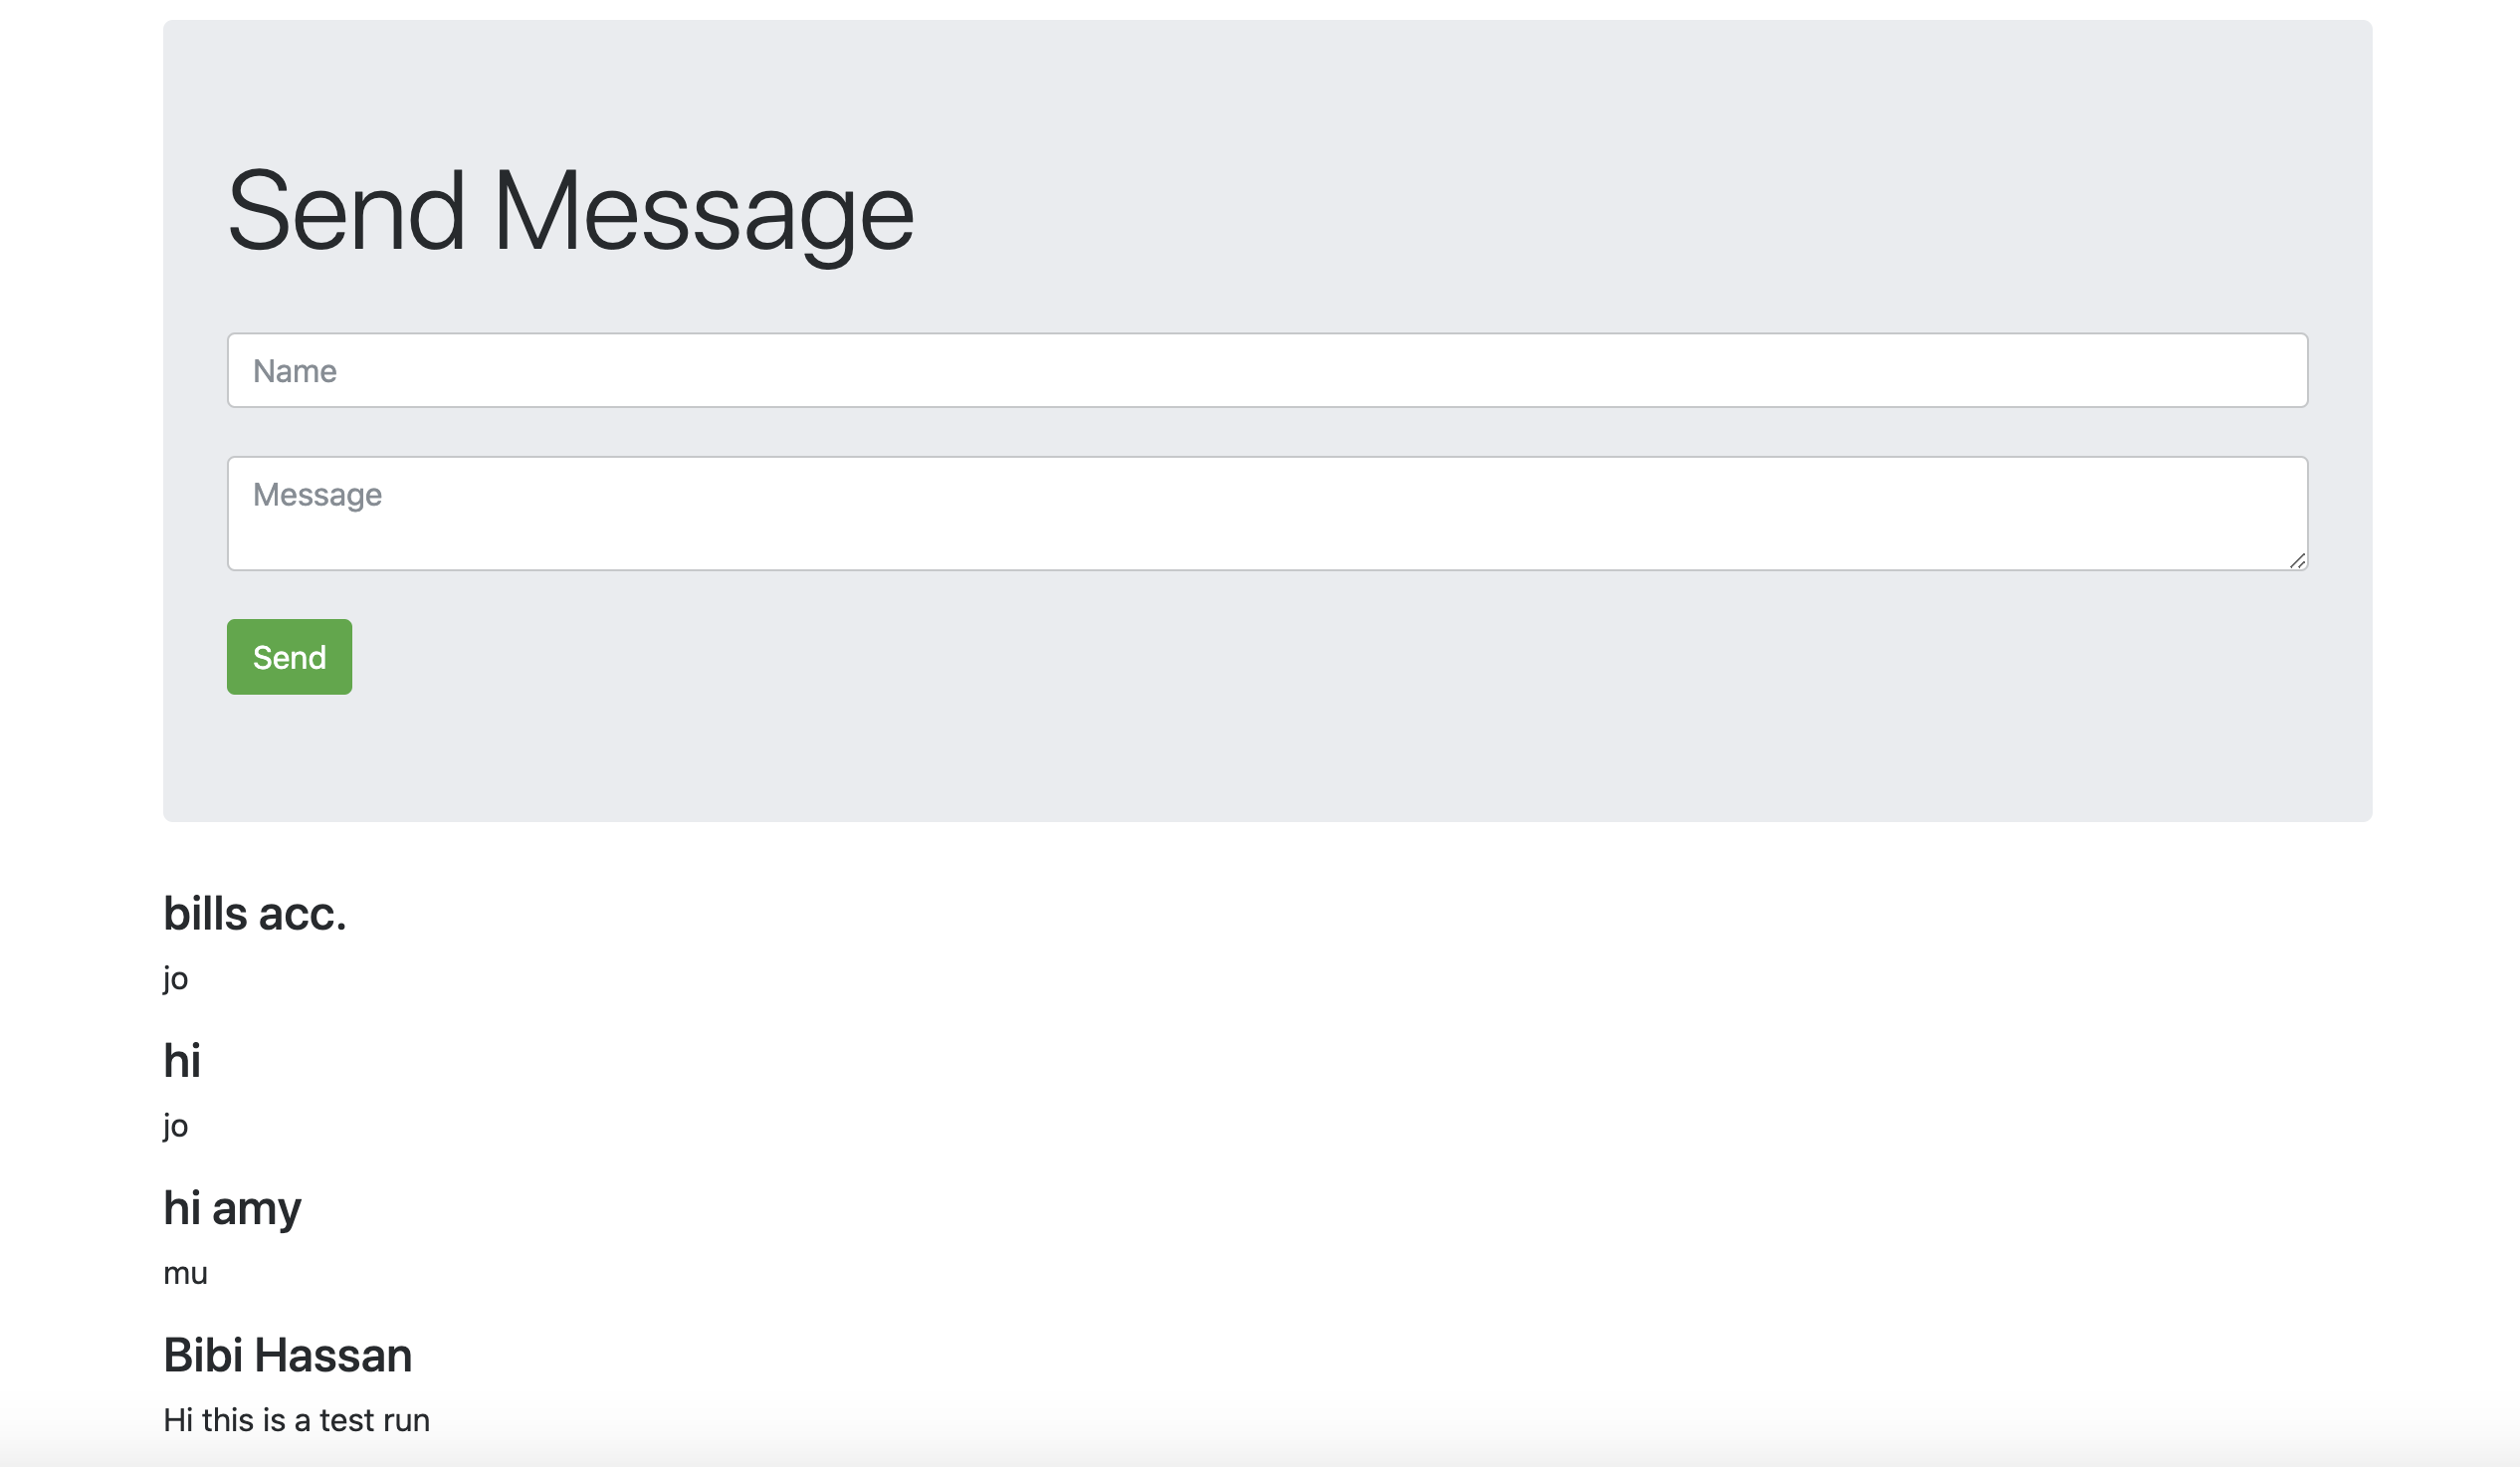 Send Message
Name
Message
Send
bills acc.
jo
hi
jo
hi amy
mu
Bibi Hassan
Hi this is a test run